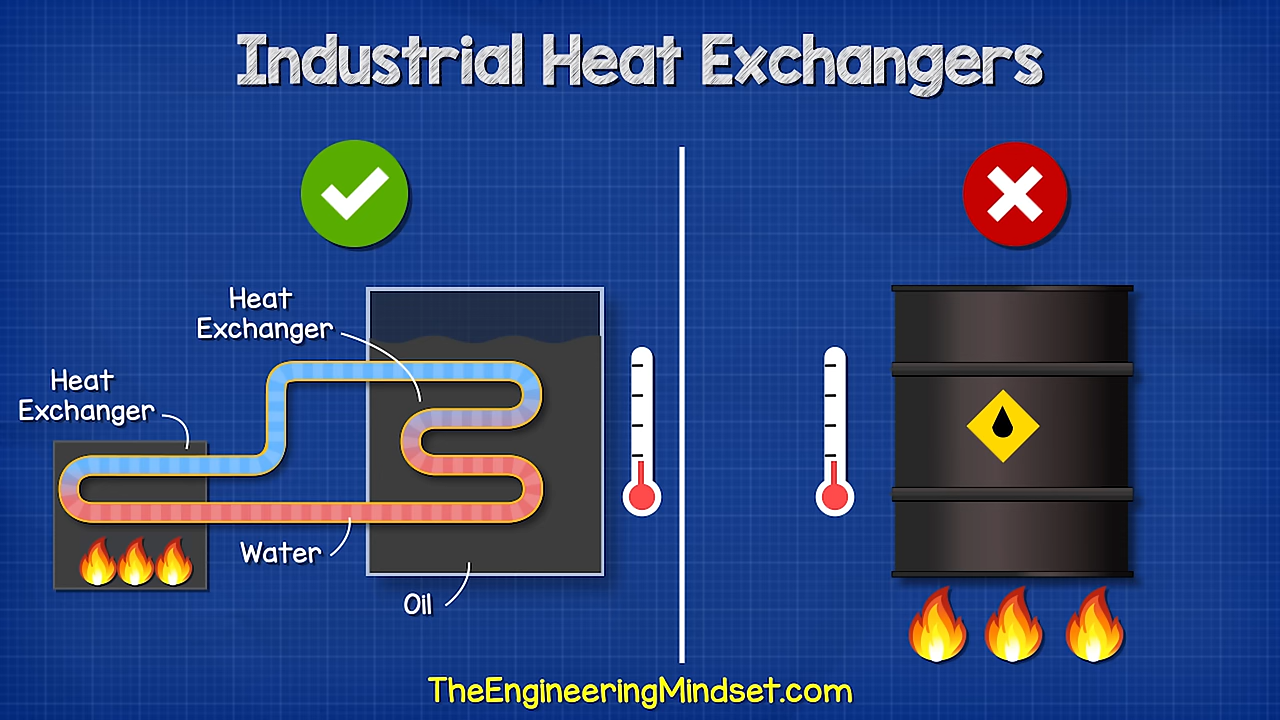 Industrial Heat Exchangers
Heat
Exchanger
Heat
Exchanger
Water
Oil
TheEngineeringMindset.com